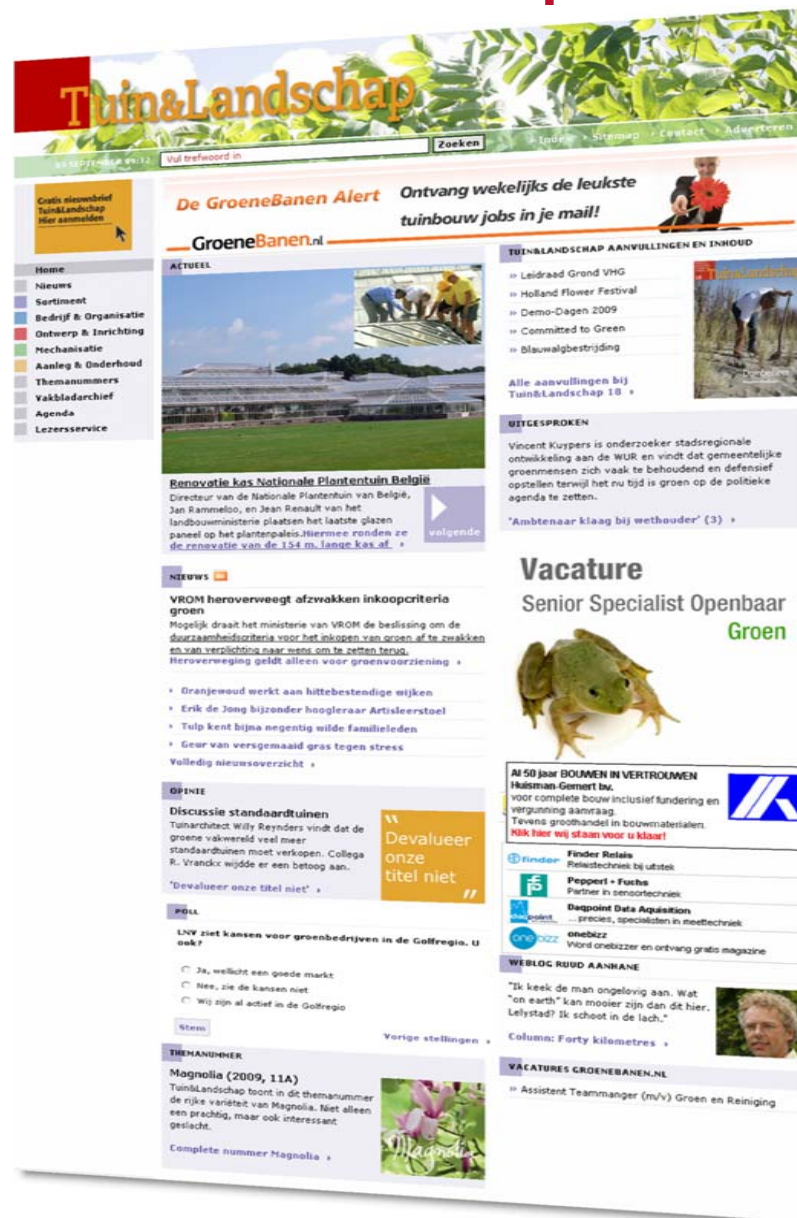 Tuin&Landschap
SEPTEMBER
Vul trefwoord in
Zoeken
› Index › Sitemap › Contact › Adverteren
Gratis nieuwsbrief
Tuin&Landschap
Hier aanmelden
De GroeneBanen Alert
GroeneBanen.nl
Ontvang wekelijks de leukste
tuinbouw jobs in je mail!
Home
Nieuws
Sortiment
Bedrijf & Organisatie
Ontwerp & Inrichting
Mechanisatie
Aanleg & Onderhoud
Themanummers
Vakbladarchief
Agenda
Lezersservice
ACTUEEL
Renovatie kas Nationale Plantentuin België
Directeur van de Nationale Plantentuin van België,
Jan Rammeloo, en Jean Renault van het
landbouwministerie plaatsen het laatste glazen
paneel op het plantenpaleis.Hiermee ronden ze
de renovatie van de 154 m. lange kas af ›
volgende
NIEUWS
VROM heroverweegt afzwakken inkoopcriteria
groen
Mogelijk draait het ministerie van VROM de beslissing om de
duurzaamheidscriteria voor het inkopen van groen af te zwakken
en van verplichting naar wens om te zetten terug.
Heroverweging geldt alleen voor groenvoorziening ›
› Oranjewoud werkt aan hittebestendige wijken
› Erik de Jong bijzonder hoogleraar Artisleerstoel
› Tulp kent bijna negentig wilde familieleden
› Geur van versgemaaid gras tegen stress
Volledig nieuwsoverzicht ›
OPINIE
Discussie standaardtuinen
Tuinarchitect Willy Reynders vindt dat de
groene vakwereld veel meer
standaardtuinen moet verkopen. Collega
R. Vranckx wijdde er een betoog aan.
'Devalueer onze titel niet' ›
"
Devalueer
onze
titel niet
"
POLL
LNV ziet kansen voor groenbedrijven in de Golfregio. U
ook?
Ja, wellicht een goede markt
Nee, zie de kansen niet
Wij zijn al actief in de Golfregio
Stem
Vorige stellingen ›
THEMANUMMER
Magnolia (2009, 11A)
Tuin&Landschap toont in dit themanummer
de rijke variëteit van Magnolia. Niet alleen
een prachtig, maar ook interessant
geslacht.
Complete nummer Magnolia ›
Magnolia
TUIN&LANDSCHAP AANVULLINGEN EN INHOUD
» Leidraad Grond VHG
» Holland Flower Festival
» Demo-Dagen 2009
» Committed to Green
» Blauwalgbestrijding
Alle aanvullingen bij
Tuin&Landschap 18 ›
Tuin&Landschap
UITGESPROKEN
Vincent Kuypers is onderzoeker stadsregionale
ontwikkeling aan de WUR en vindt dat gemeentelijke
groenmensen zich vaak te behoudend en defensief
opstellen terwijl het nu tijd is groen op de politieke
agenda te zetten.
'Ambtenaar klaag bij wethouder' (3) ›
Vacature
Senior Specialist Openbaar
Groen
Al 50 jaar BOUWEN IN VERTROUWEN
Huisman-Gemert bv.
voor complete bouw inclusief fundering en
vergunning aanvraag.
Tevens groothandel in bouwmaterialen.
Klik hier wij staan voor u klaar!
finder
Finder Relais
Relaistechniek bij uitstek
Pepperl + Fuchs
Partner in sensortechniek
daqpoint
Daqpoint Data Aquisition
... precies, specialisten in meettechniek
onebizz
onebizz
Word onebizzer en ontvang gratis magazine
WEBLOG RUUD AANHANE
"Ik keek de man ongelovig aan. Wat
"on earth" kan mooier zijn dan dit hier.
Lelystad? Ik schoot in de lach."
Column: Forty kilometres ›
VACATURES GROENEBANEN.NL
» Assistent Teammanger (m/v) Groen en Reiniging